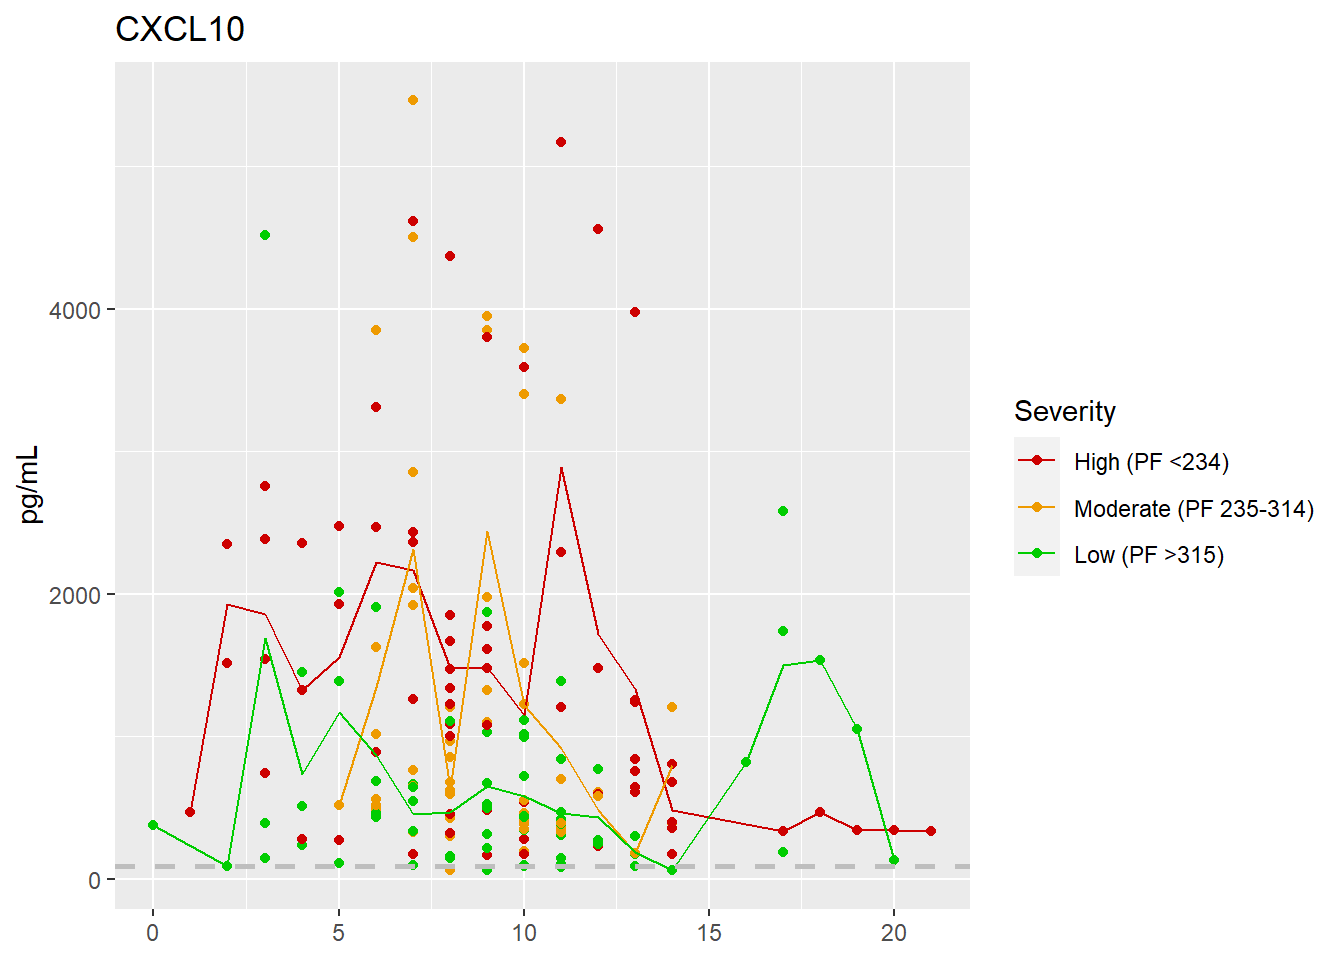 CXCL10
pg/mL
4000
2000
0
0 5 10 15 20
Severity
High (PF <234)
Moderate (PF 235-314)
Low (PF >315)